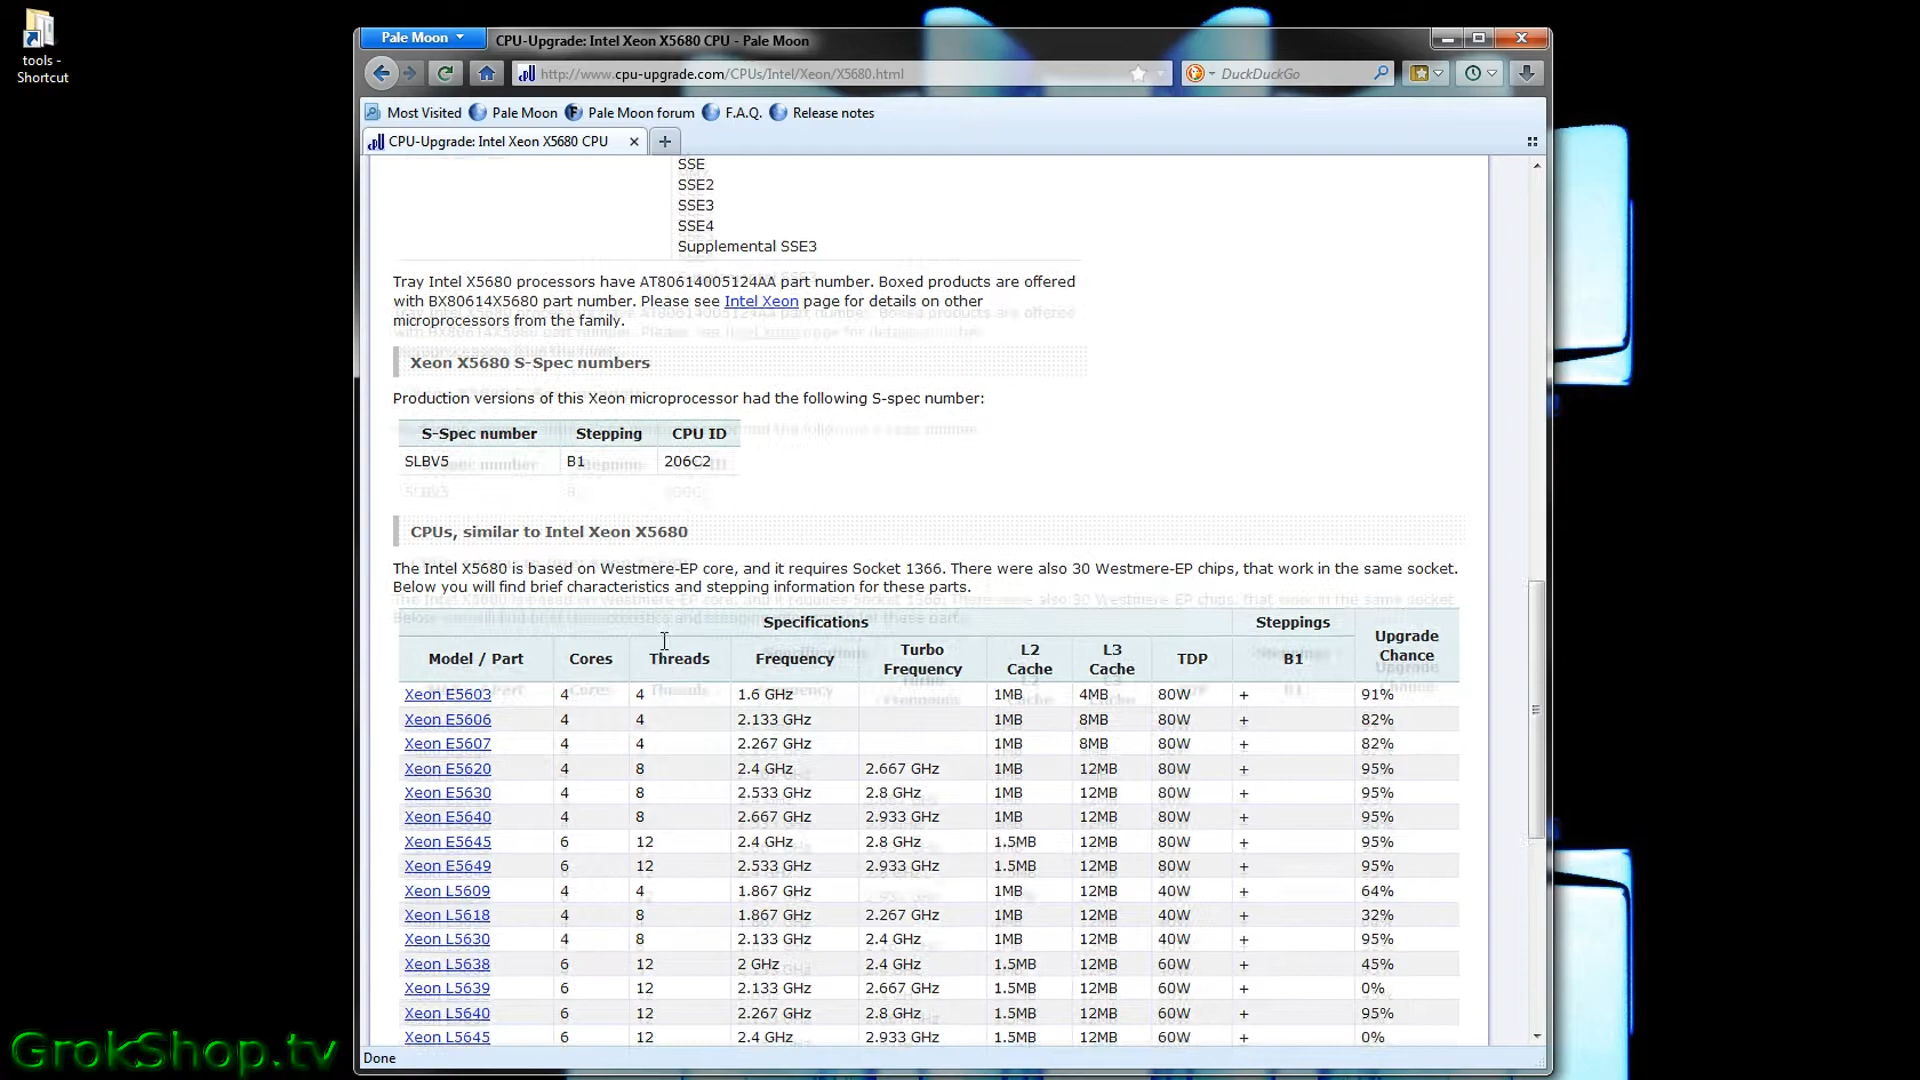 tools -
Shortcut
Pale Moon
CPU-Upgrade: Intel Xeon X5680 CPU - Pale Moon
http://www.cpu-upgrade.com/CPUs/Intel/Xeon/X5680.html
DuckDuckGo
Most Visited Pale Moon Pale Moon forum F.A.Q. Release notes
CPU-Upgrade: Intel Xeon X5680 CPU
SSE
SSE2
SSE3
SSE4
Supplemental SSE3
Tray Intel X5680 processors have AT80614005124AA part number. Boxed products are offered
with BX80614X5680 part number. Please see Intel Xeon page for details on other
microprocessors from the family.
Xeon X5680 S-Spec numbers
Production versions of this Xeon microprocessor had the following S-spec number:
S-Spec number Stepping CPU ID
SLBV5 B1 206C2
CPUs, similar to Intel Xeon X5680
The Intel X5680 is based on Westmere-EP core, and it requires Socket 1366. There were also 30 Westmere-EP chips, that work in the same socket.
Below you will find brief characteristics and stepping information for these parts.
Specifications Steppings Upgrade Chance
Model / Part Cores Threads Frequency Turbo Frequency L2 Cache L3 Cache TDP B1
Xeon E5603 4 4 1.6 GHz 1MB 4MB 80W + 91%
Xeon E5606 4 4 2.133 GHz 1MB 8MB 80W + 82%
Xeon E5607 4 4 2.267 GHz 1MB 8MB 80W + 82%
Xeon E5620 4 8 2.4 GHz 2.667 GHz 1MB 12MB 80W + 95%
Xeon E5630 4 8 2.533 GHz 2.8 GHz 1MB 12MB 80W + 95%
Xeon E5640 4 8 2.667 GHz 2.933 GHz 1MB 12MB 80W + 95%
Xeon E5645 6 12 2.4 GHz 2.8 GHz 1.5MB 12MB 80W + 95%
Xeon E5649 6 12 2.533 GHz 2.933 GHz 1.5MB 12MB 80W + 95%
Xeon L5609 4 4 1.867 GHz 1MB 12MB 40W + 64%
Xeon L5618 4 8 1.867 GHz 2.267 GHz 1MB 12MB 40W + 32%
Xeon L5630 4 8 2.133 GHz 2.4 GHz 1MB 12MB 40W + 95%
Xeon L5638 6 12 2 GHz 2.4 GHz 1.5MB 12MB 60W + 45%
Xeon L5639 6 12 2.133 GHz 2.667 GHz 1.5MB 12MB 60W + 0%
Xeon L5640 6 12 2.267 GHz 2.8 GHz 1.5MB 12MB 60W + 95%
Xeon L5645 6 12 2.4 GHz 2.933 GHz 1.5MB 12MB 60W + 0%
Done
GrokShop.tv